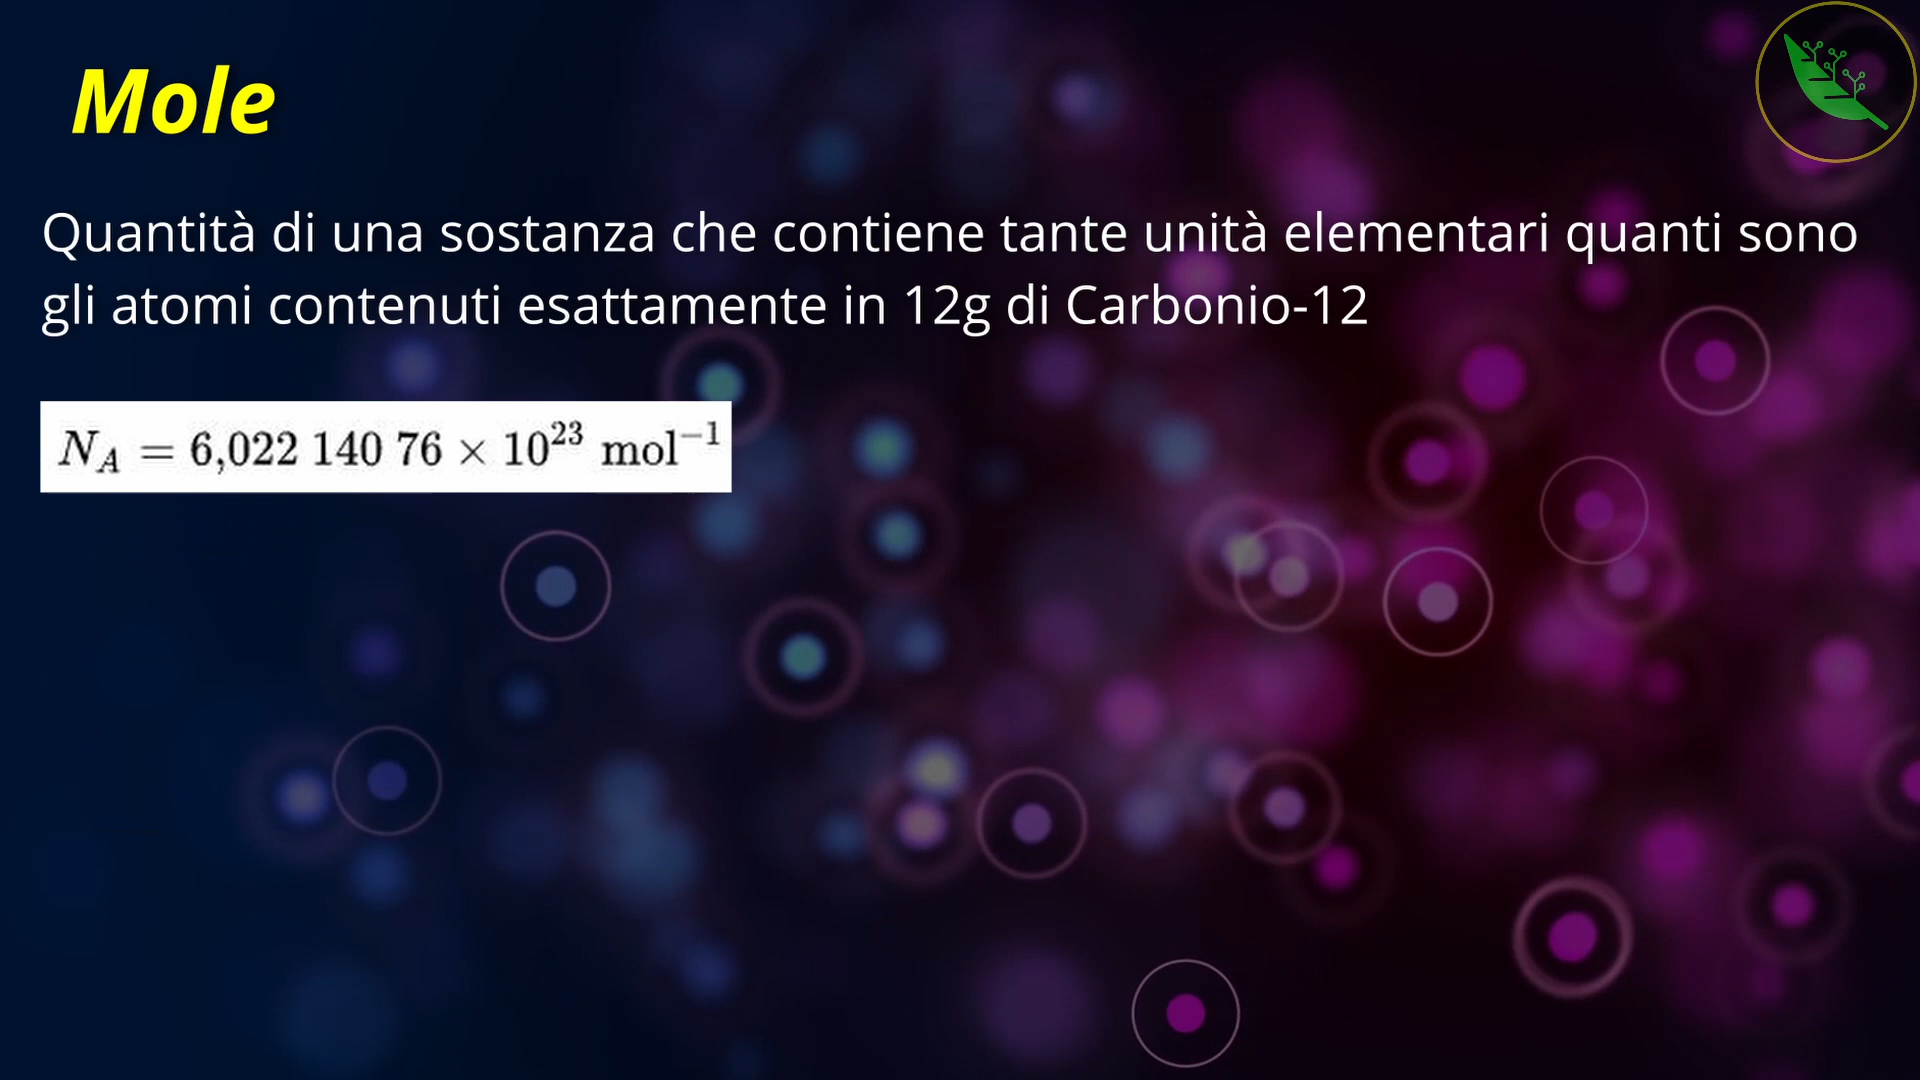 Mole
Quantità di una sostanza che contiene tante unità elementari quanti sono
gli atomi contenuti esattamente in 12g di Carbonio-12
N_A = 6,022 140 76 × 10^23 mol^−1